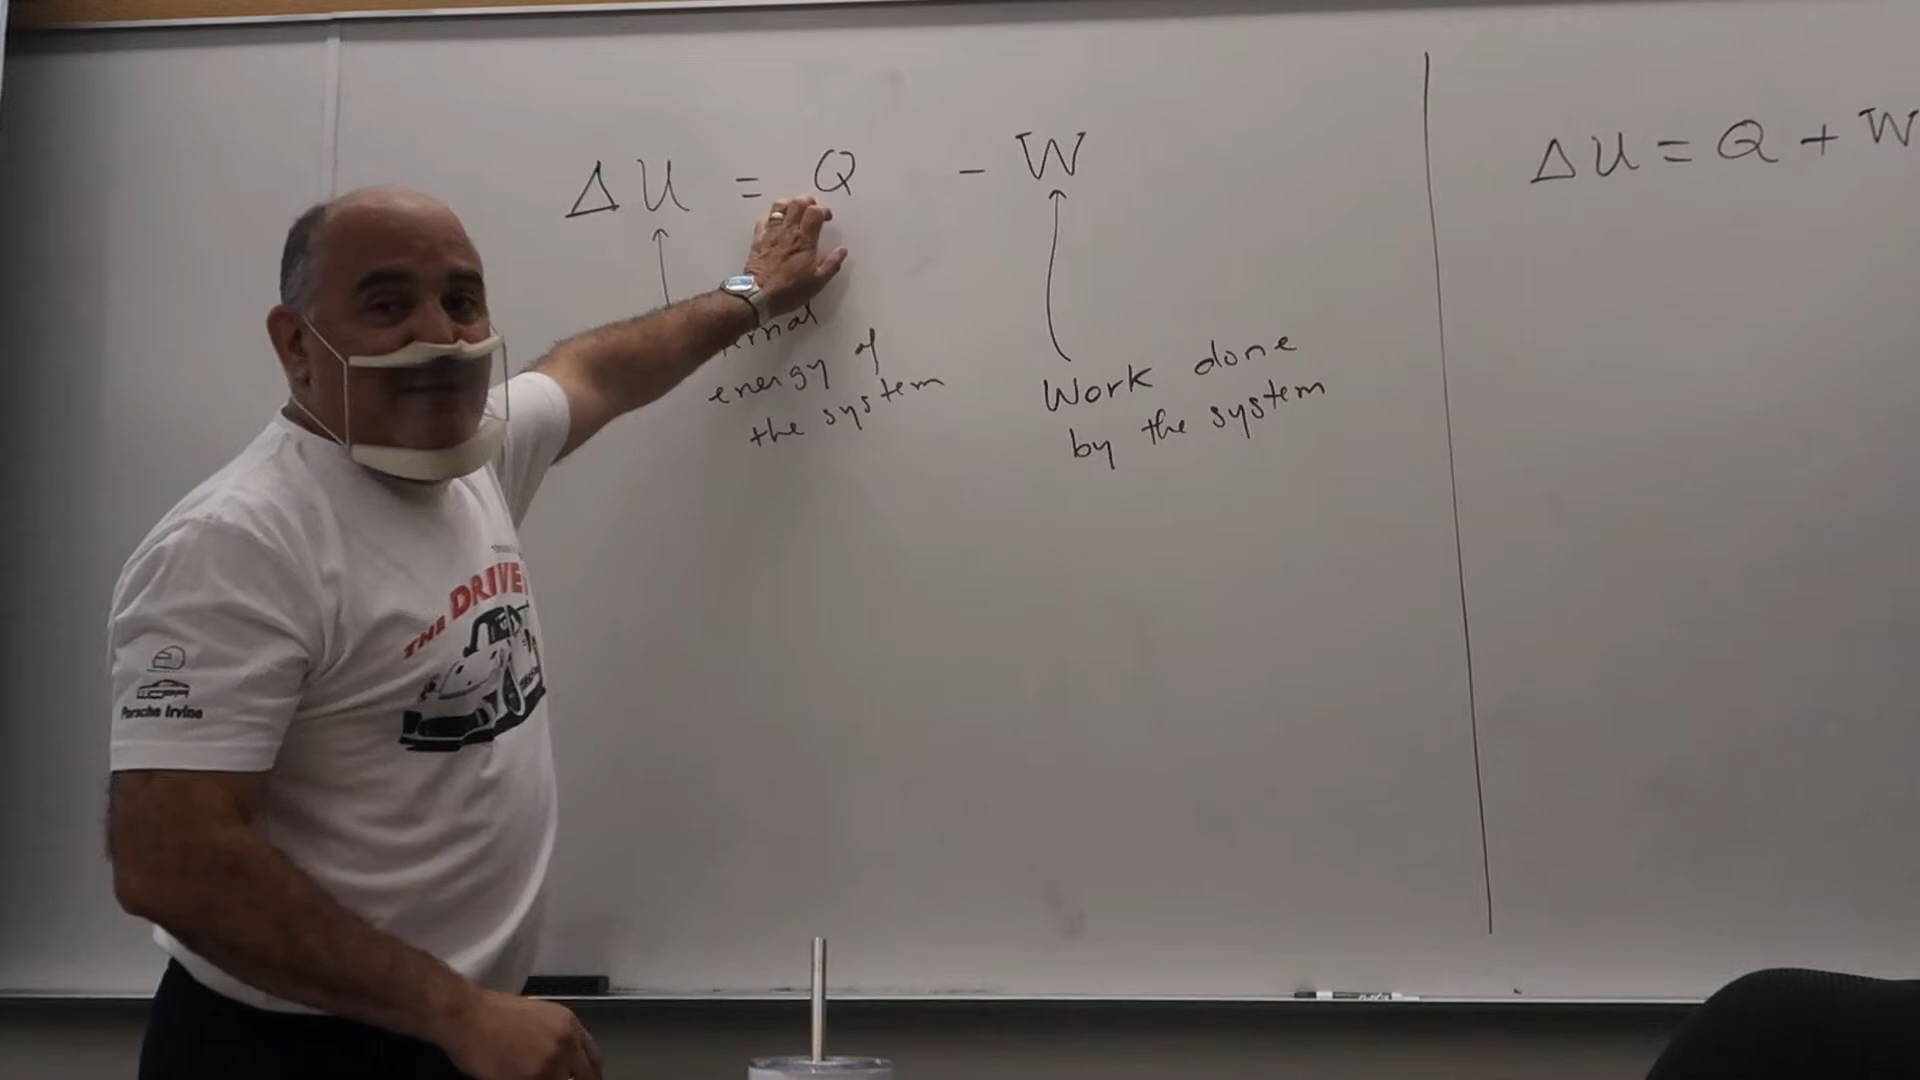 ΔU = Q - W
energy of
the system
Work done
by the system
ΔU = Q + W
THE DRIVE
Porsche Irvine